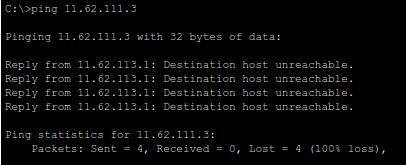 C:\>ping 11.62.111.3
Pinging 11.62.111.3 with 32 bytes of data:
Reply from 11.62.113.1: Destination host unreachable.
Reply from 11.62.113.1: Destination host unreachable.
Reply from 11.62.113.1: Destination host unreachable.
Reply from 11.62.113.1: Destination host unreachable.
Ping statistics for 11.62.111.3:
Packets: Sent = 4, Received = 0, Lost = 4 (100% loss),